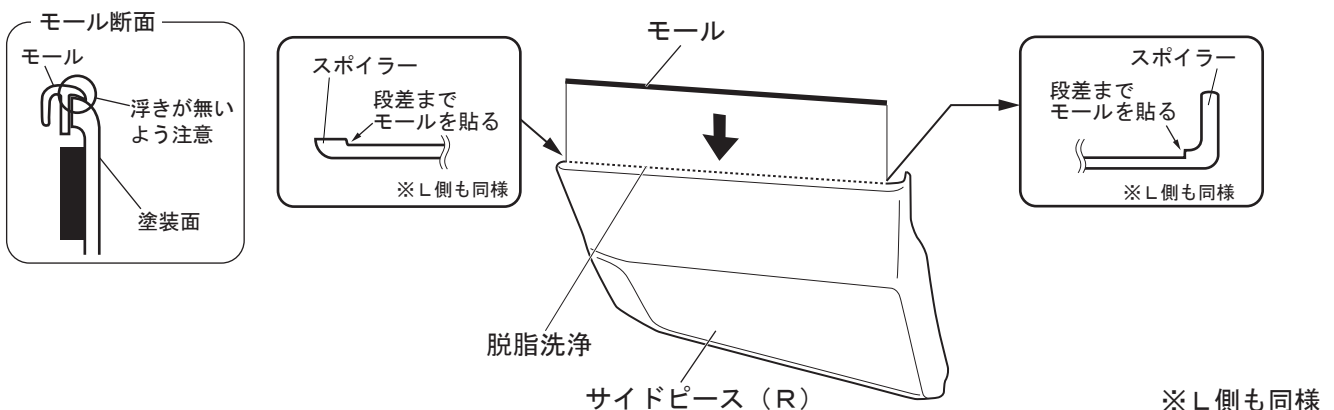 モール断面
モール
浮きが無い
よう注意
塗装面
スポイラー
段差まで
モールを貼る
※L側も同様
モール
スポイラー
段差まで
モールを貼る
※L側も同様
脱脂洗浄
サイドピース（R）
※L側も同様